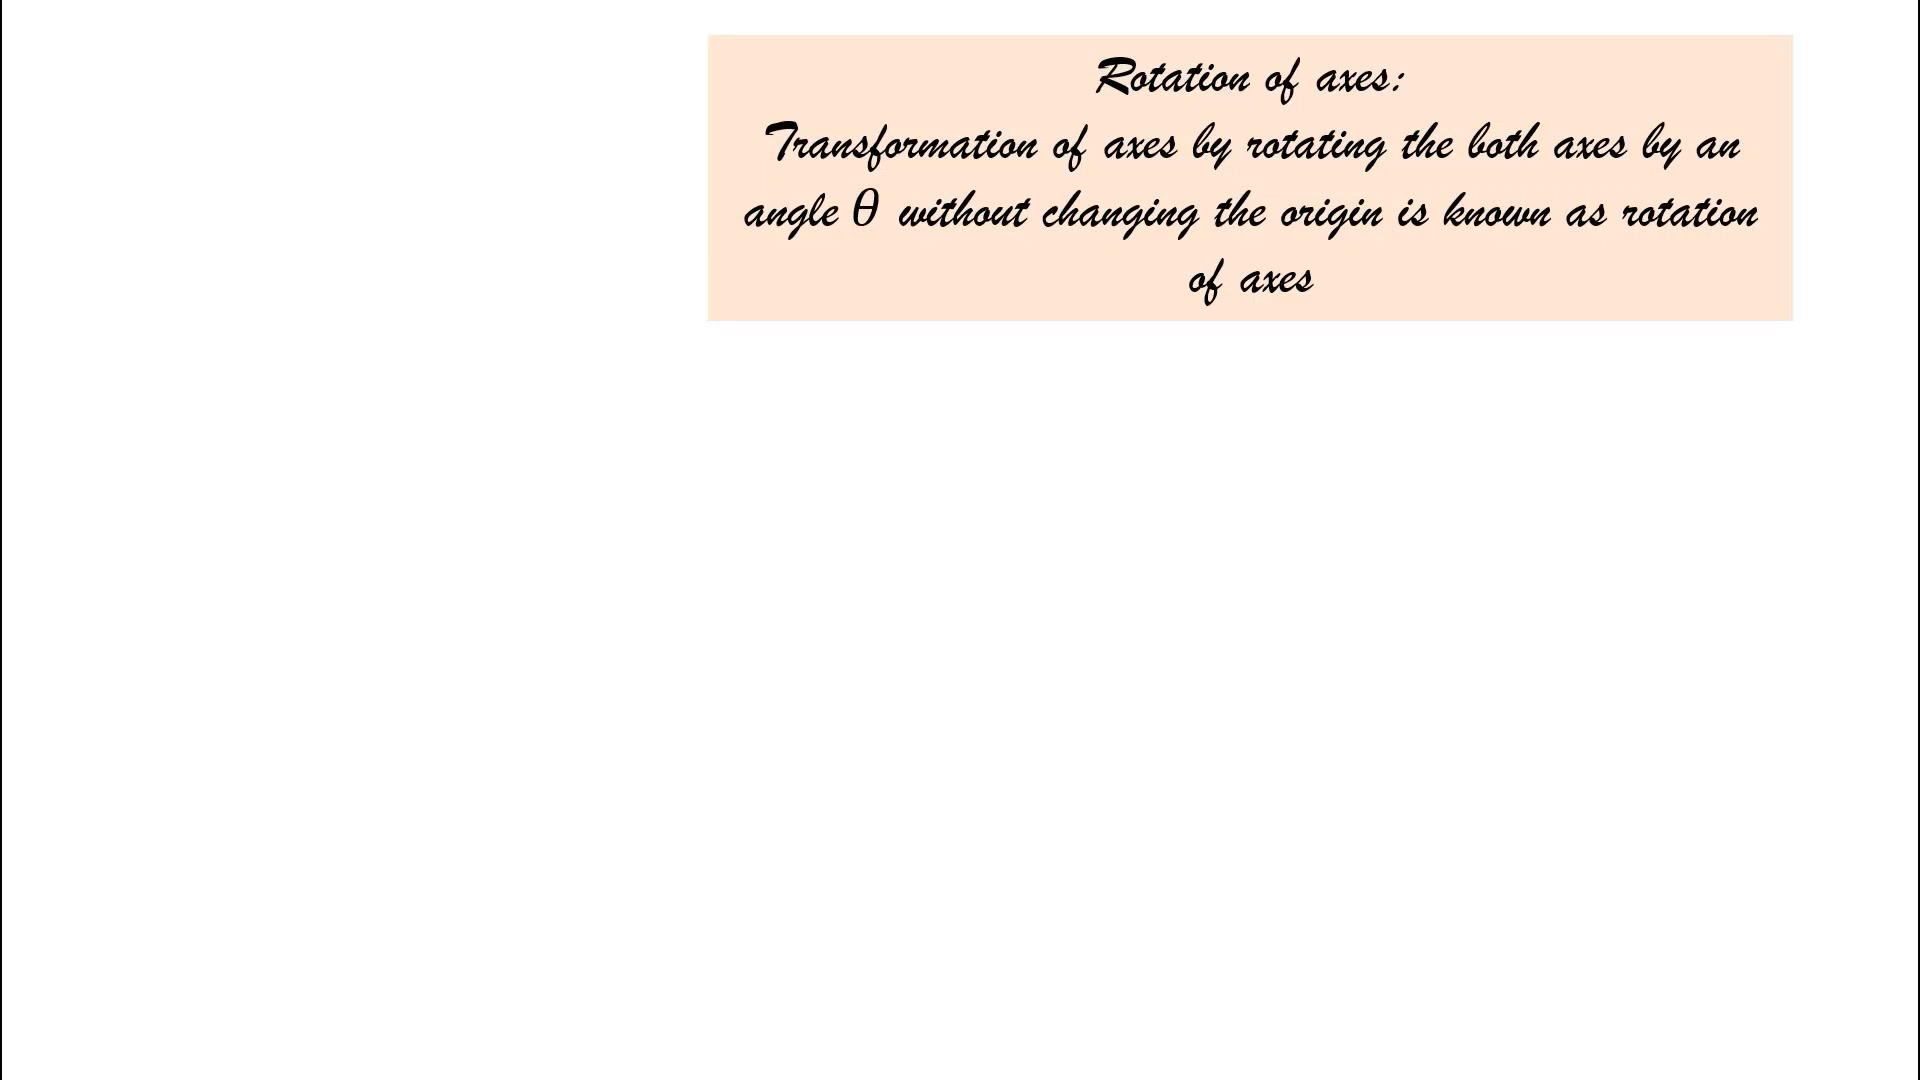 Rotation of axes:
Transformation of axes by rotating the both axes by an
angle θ without changing the origin is known as rotation
of axes